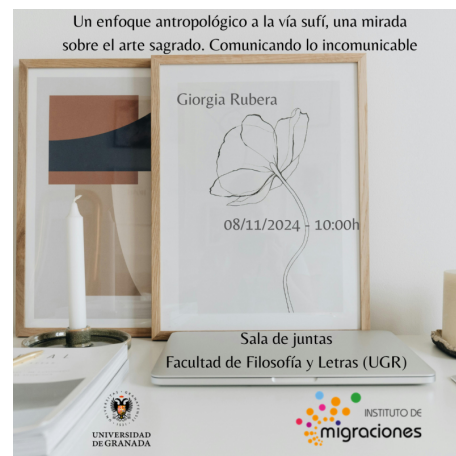 Un enfoque antropológico a la vía sufí, una mirada
sobre el arte sagrado. Comunicando lo incomunicable
Giorgia Rubera
08/11/2024 - 10:00h
Sala de juntas
Facultad de Filosofía y Letras (UGR)
UNIVERSIDAD
DE GRANADA
INSTITUTO DE
migraciones